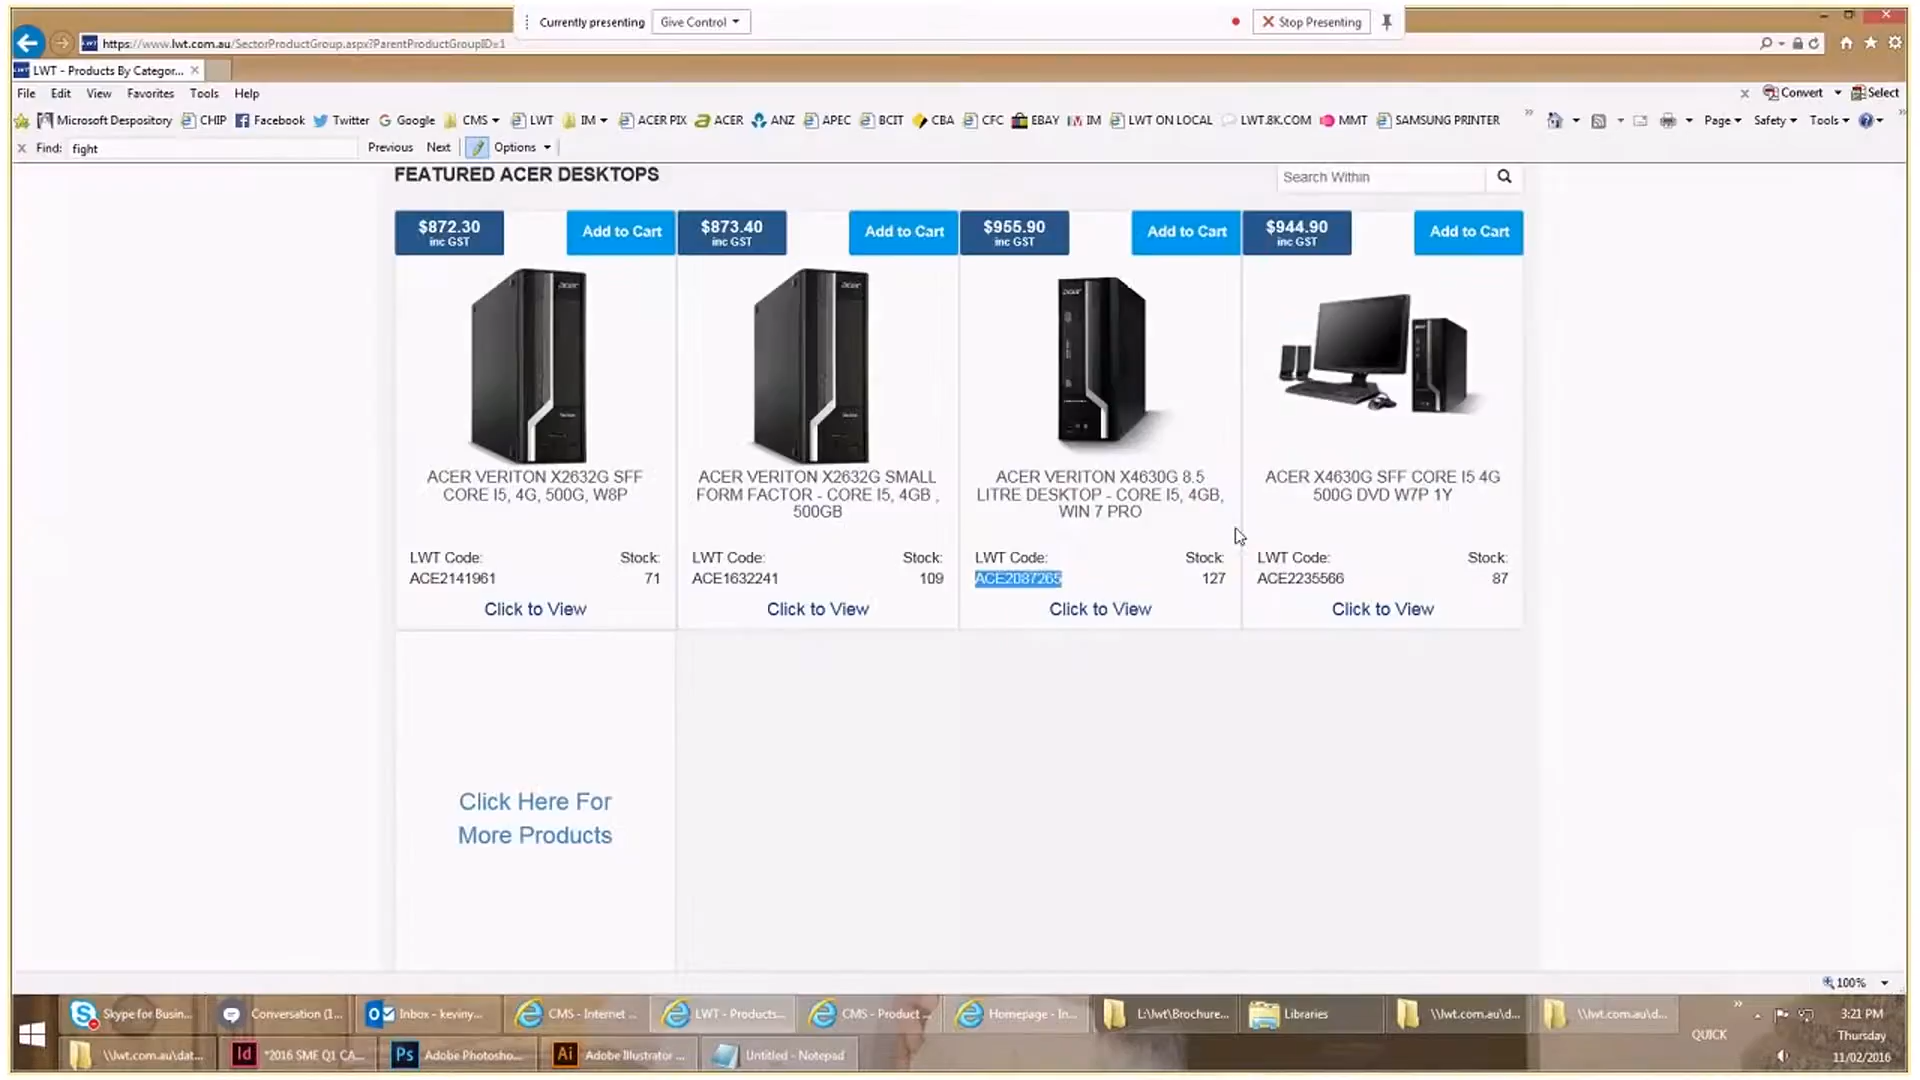 Currently presenting
Give Control
Stop Presenting
https://www.lwt.com.au/SectorProductGroup.aspx?ParentProductGroupID=1
LWT - Products By Categor...
File Edit View Favorites Tools Help
Convert
Select
Microsoft Despository CHIP Facebook Twitter Google CMS LWT IM ACER PIX ACER ANZ APEC BCIT CBA CFC EBAY IM LWT ON LOCAL LWT.8K.COM MMT SAMSUNG PRINTER
Page Safety Tools
Find: fight
Previous Next Options
FEATURED ACER DESKTOPS
Search Within
$872.30
inc GST
Add to Cart
$873.40
inc GST
Add to Cart
$955.90
inc GST
Add to Cart
$944.90
inc GST
Add to Cart
ACER VERITON X2632G SFF
CORE I5, 4G, 500G, W8P
ACER VERITON X2632G SMALL
FORM FACTOR - CORE I5, 4GB ,
500GB
ACER VERITON X4630G 8.5
LITRE DESKTOP - CORE I5, 4GB,
WIN 7 PRO
ACER X4630G SFF CORE I5 4G
500G DVD W7P 1Y
LWT Code: Stock:
ACE2141961 71
Click to View
LWT Code: Stock:
ACE1632241 109
Click to View
LWT Code: Stock:
ACE2087265 127
Click to View
LWT Code: Stock:
ACE2235566 87
Click to View
Click Here For
More Products
100%
Skype for Busin...
Conversation (1...
Inbox - keviny...
CMS - Internet ...
LWT - Products...
CMS - Product ...
Homepage - In...
L:\lwt\Brochure...
Libraries
\\lwt.com.au\d...
\\lwt.com.au\d...
QUICK
3:21 PM
Thursday
11/02/2016
\\lwt.com.au\dat...
*2016 SME Q1 CA...
Adobe Photosho...
Adobe Illustrator ...
Untitled - Notepad